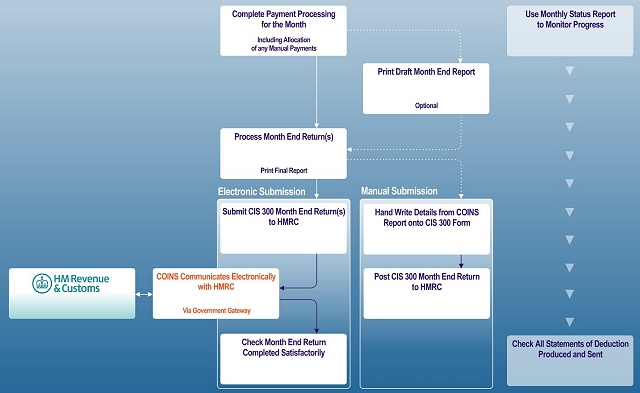 Complete Payment Processing
for the Month
Including Allocation
of any Manual Payments
Use Monthly Status Report
to Monitor Progress
Print Draft Month End Report
Optional
Process Month End Return(s)
Print Final Report
Electronic Submission
Manual Submission
Submit CIS 300 Month End Return(s)
to HMRC
Hand Write Details from COINS
Report onto CIS 300 Form
HM Revenue
& Customs
COINS Communicates Electronically
with HMRC
Via Government Gateway
Post CIS 300 Month End Return
to HMRC
Check Month End Return
Completed Satisfactorily
Check All Statements of Deduction
Produced and Sent